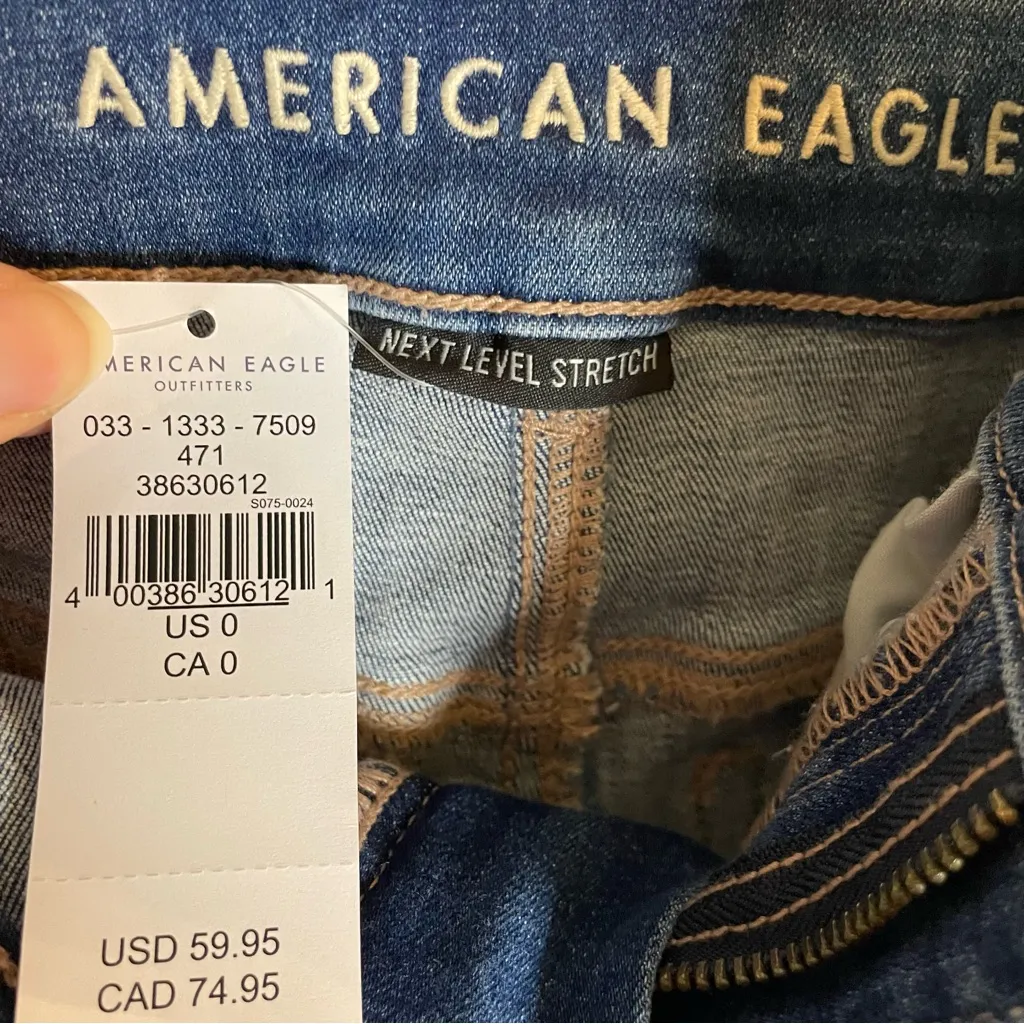 AMERICAN EAGLE
NEXT LEVEL STRETCH
MERICAN EAGLE
OUTFITTERS
033 - 1333 - 7509
471
38630612
S075-0024
4 00386 30612 1
US 0
CA 0
USD 59.95
CAD 74.95